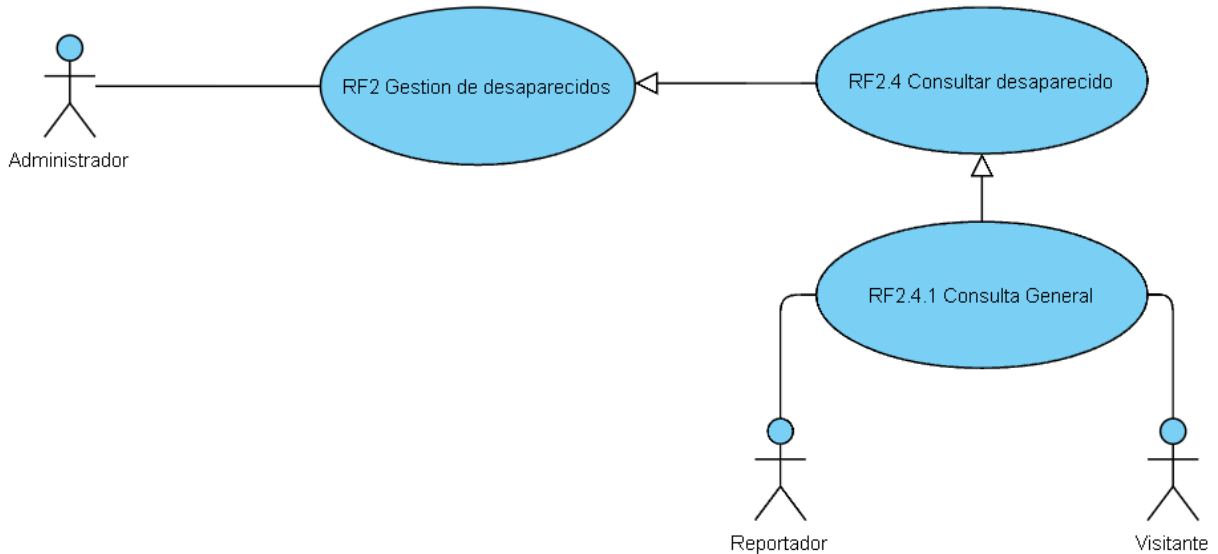 RF2 Gestion de desaparecidos
RF2.4 Consultar desaparecido
Administrador
RF2.4.1 Consulta General
Reportador
Visitante